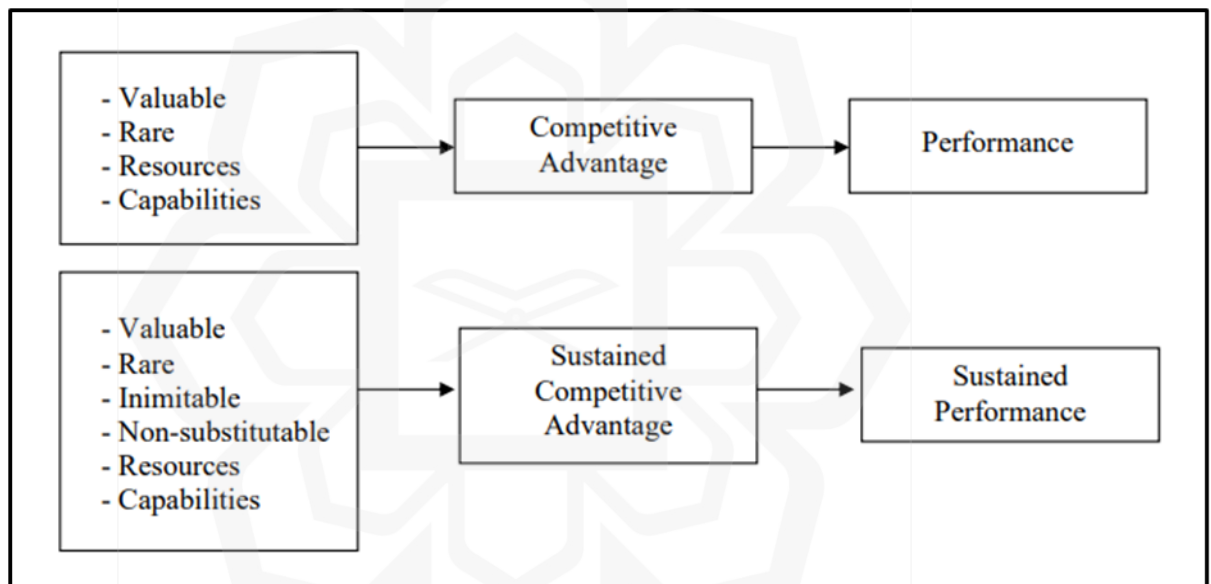 - Valuable
- Rare
- Resources
- Capabilities
Competitive
Advantage
Performance
- Valuable
- Rare
- Inimitable
- Non-substitutable
- Resources
- Capabilities
Sustained
Competitive
Advantage
Sustained
Performance